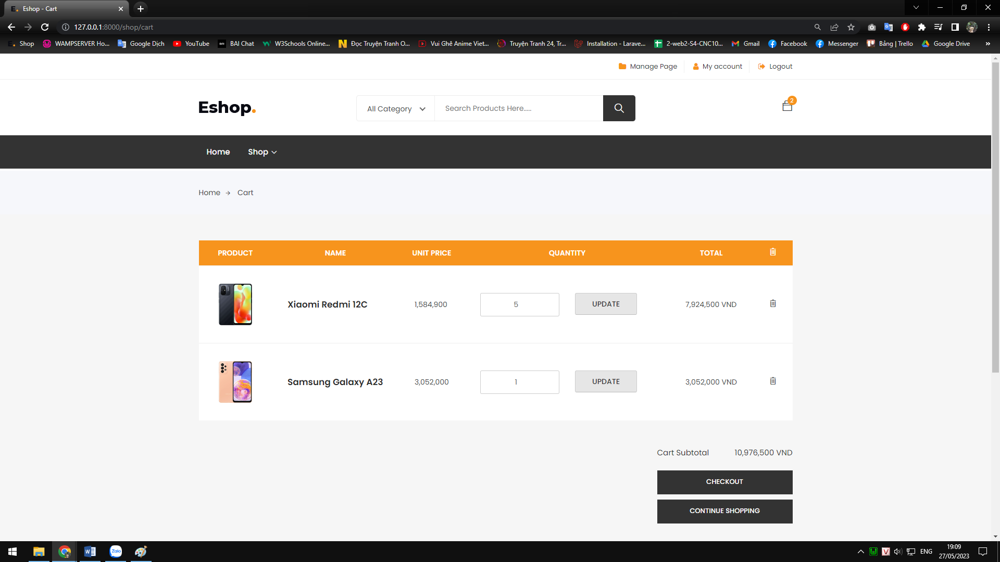 E. Eshop - Cart
127.0.0.1:8000/shop/cart
E. Shop WAMPSERVER Ho... Google Dịch YouTube BAI Chat W3Schools Online... Đọc Truyện Tranh O... Vui Ghê Anime Viet... Truyện Tranh 24, Tr... Installation - Larave... 2-web2-S4-CNC10... Gmail Facebook Messenger Bảng | Trello Google Drive »
Manage Page My account Logout
Eshop.
All Category Search Products Here.....
2
Home Shop
Home → Cart
PRODUCT NAME UNIT PRICE QUANTITY TOTAL
Xiaomi Redmi 12C 1,584,900 5 UPDATE 7,924,500 VND
Samsung Galaxy A23 3,052,000 1 UPDATE 3,052,000 VND
Cart Subtotal 10,976,500 VND
CHECKOUT
CONTINUE SHOPPING
Zalo V ENG 19:09
27/05/2023